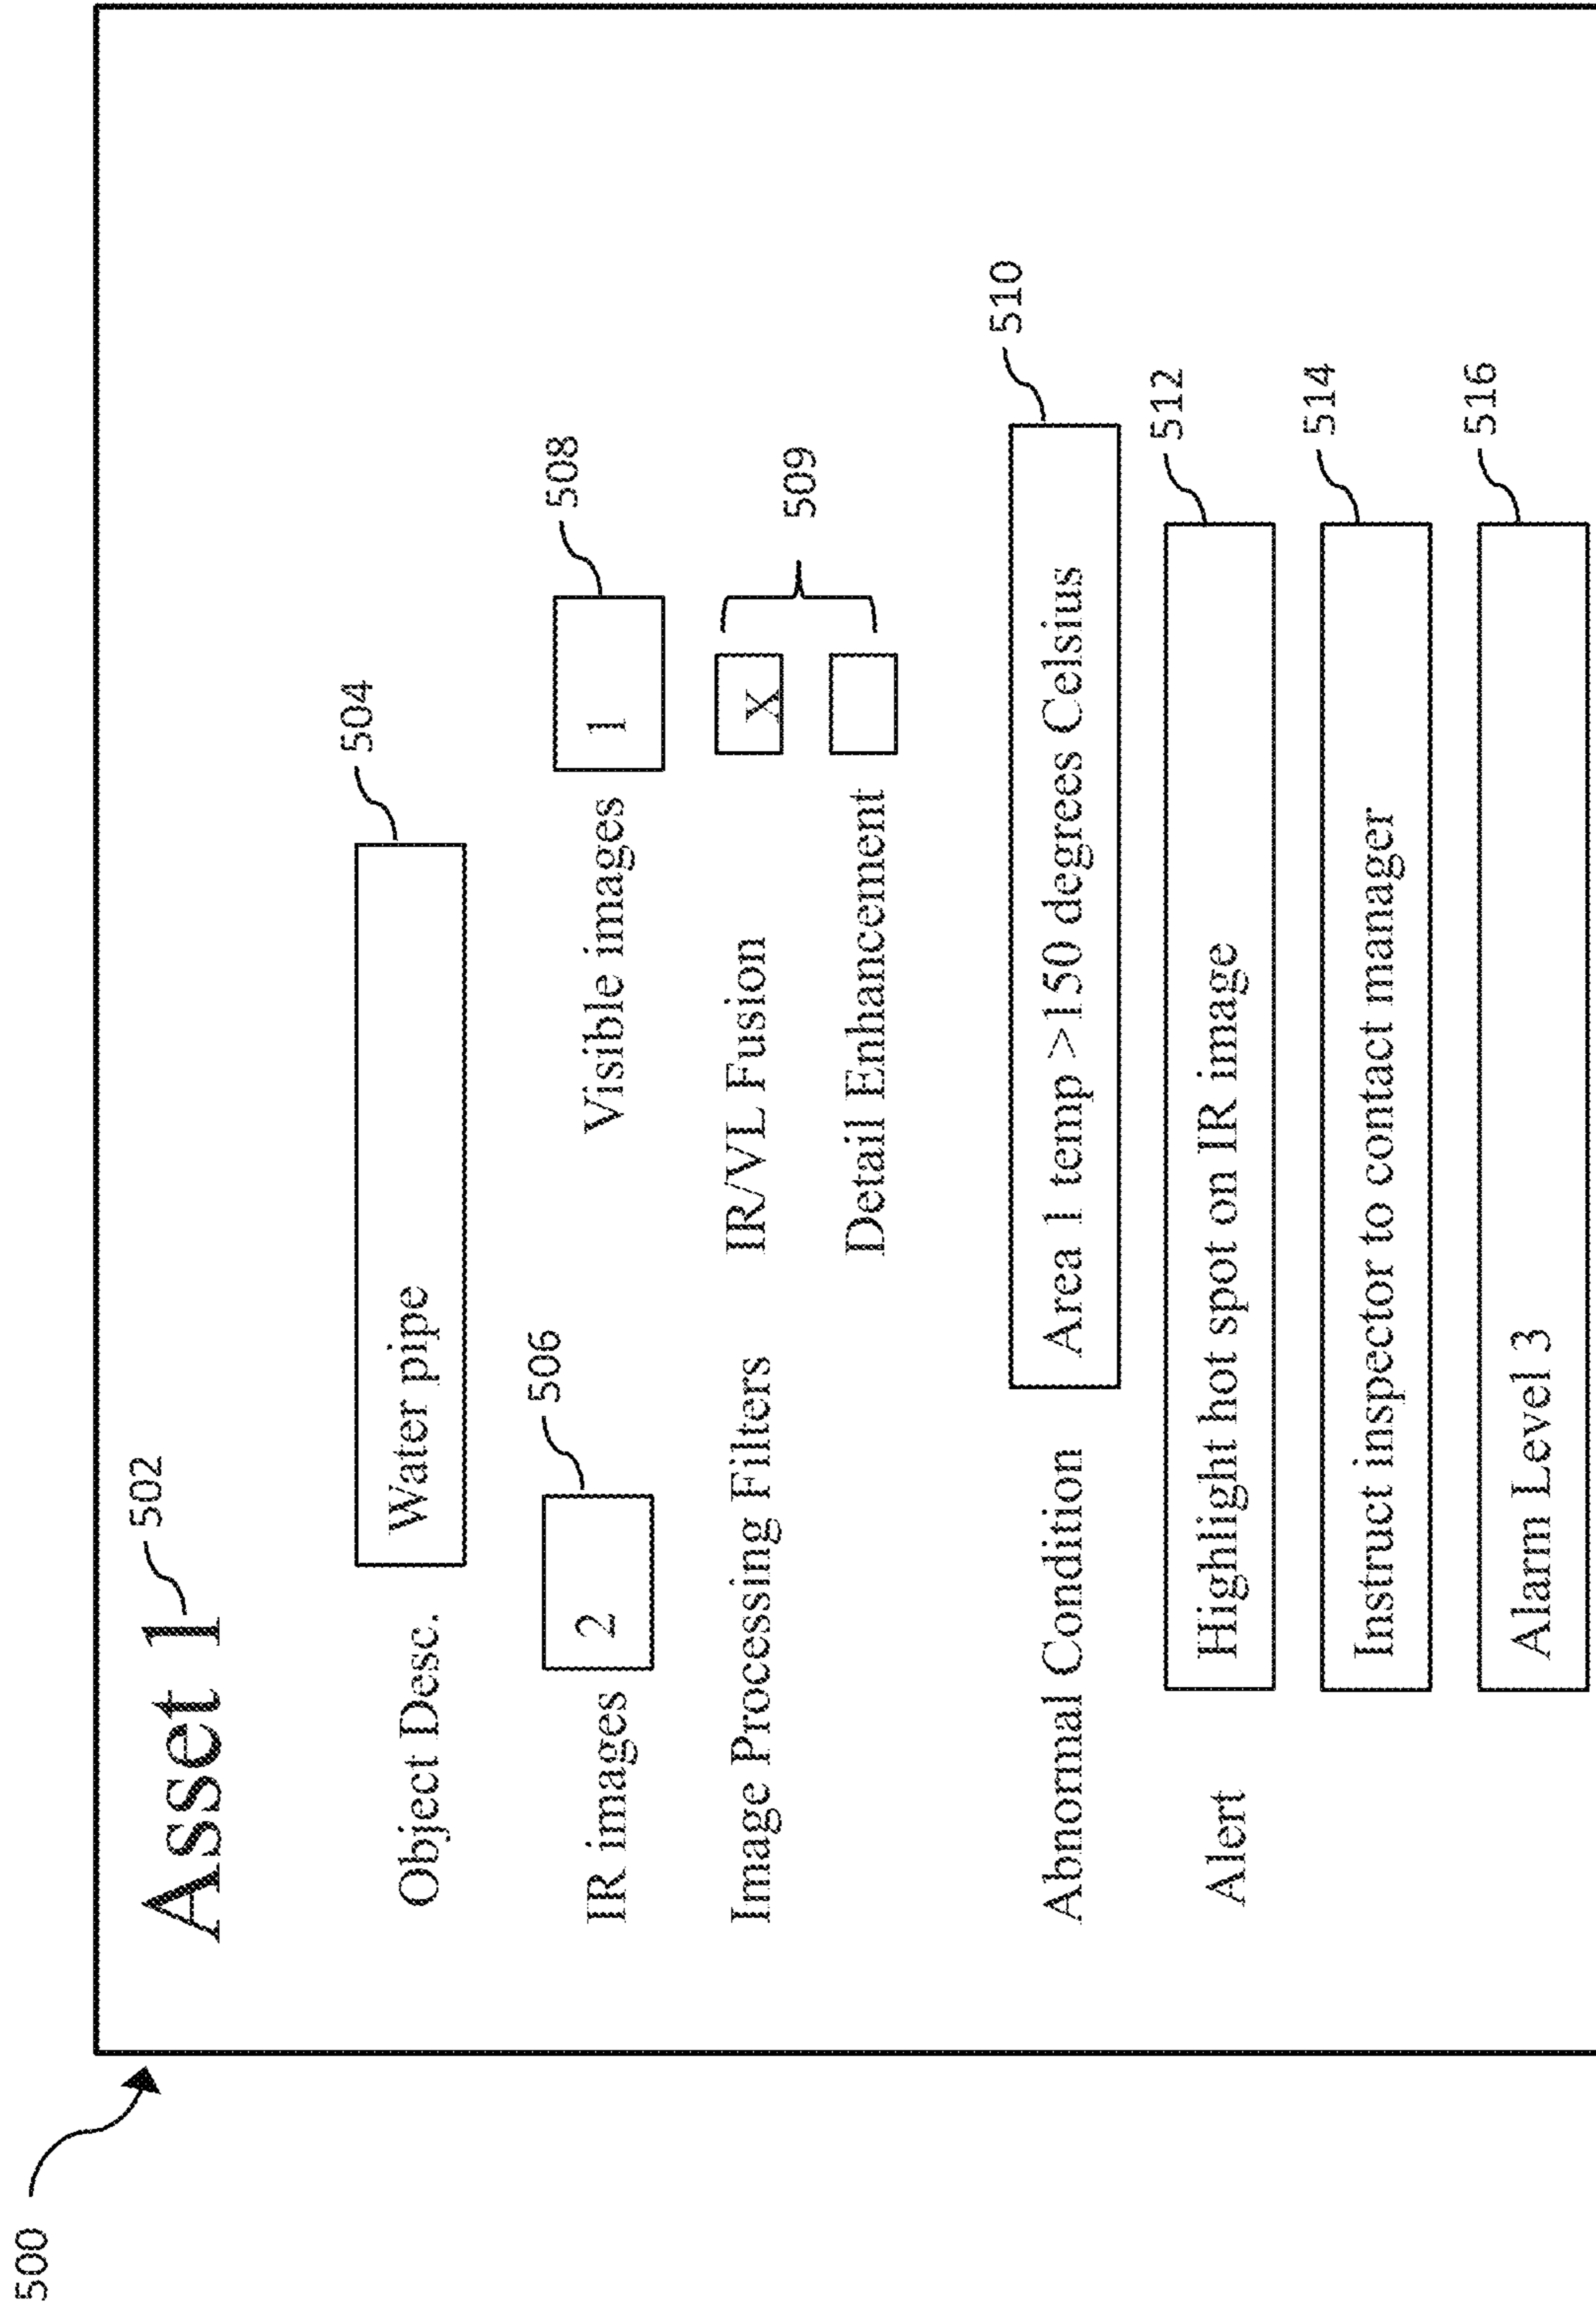 500
Asset 1 502
Object Desc. Water pipe 504
IR images 2 506 Visible images 1 508
Image Processing Filters IR/VL Fusion X 509
Detail Enhancement
Abnormal Condition Area 1 temp >150 degrees Celsius 510
Alert Highlight hot spot on IR image 512
Instruct inspector to contact manager 514
Alarm Level 3 516